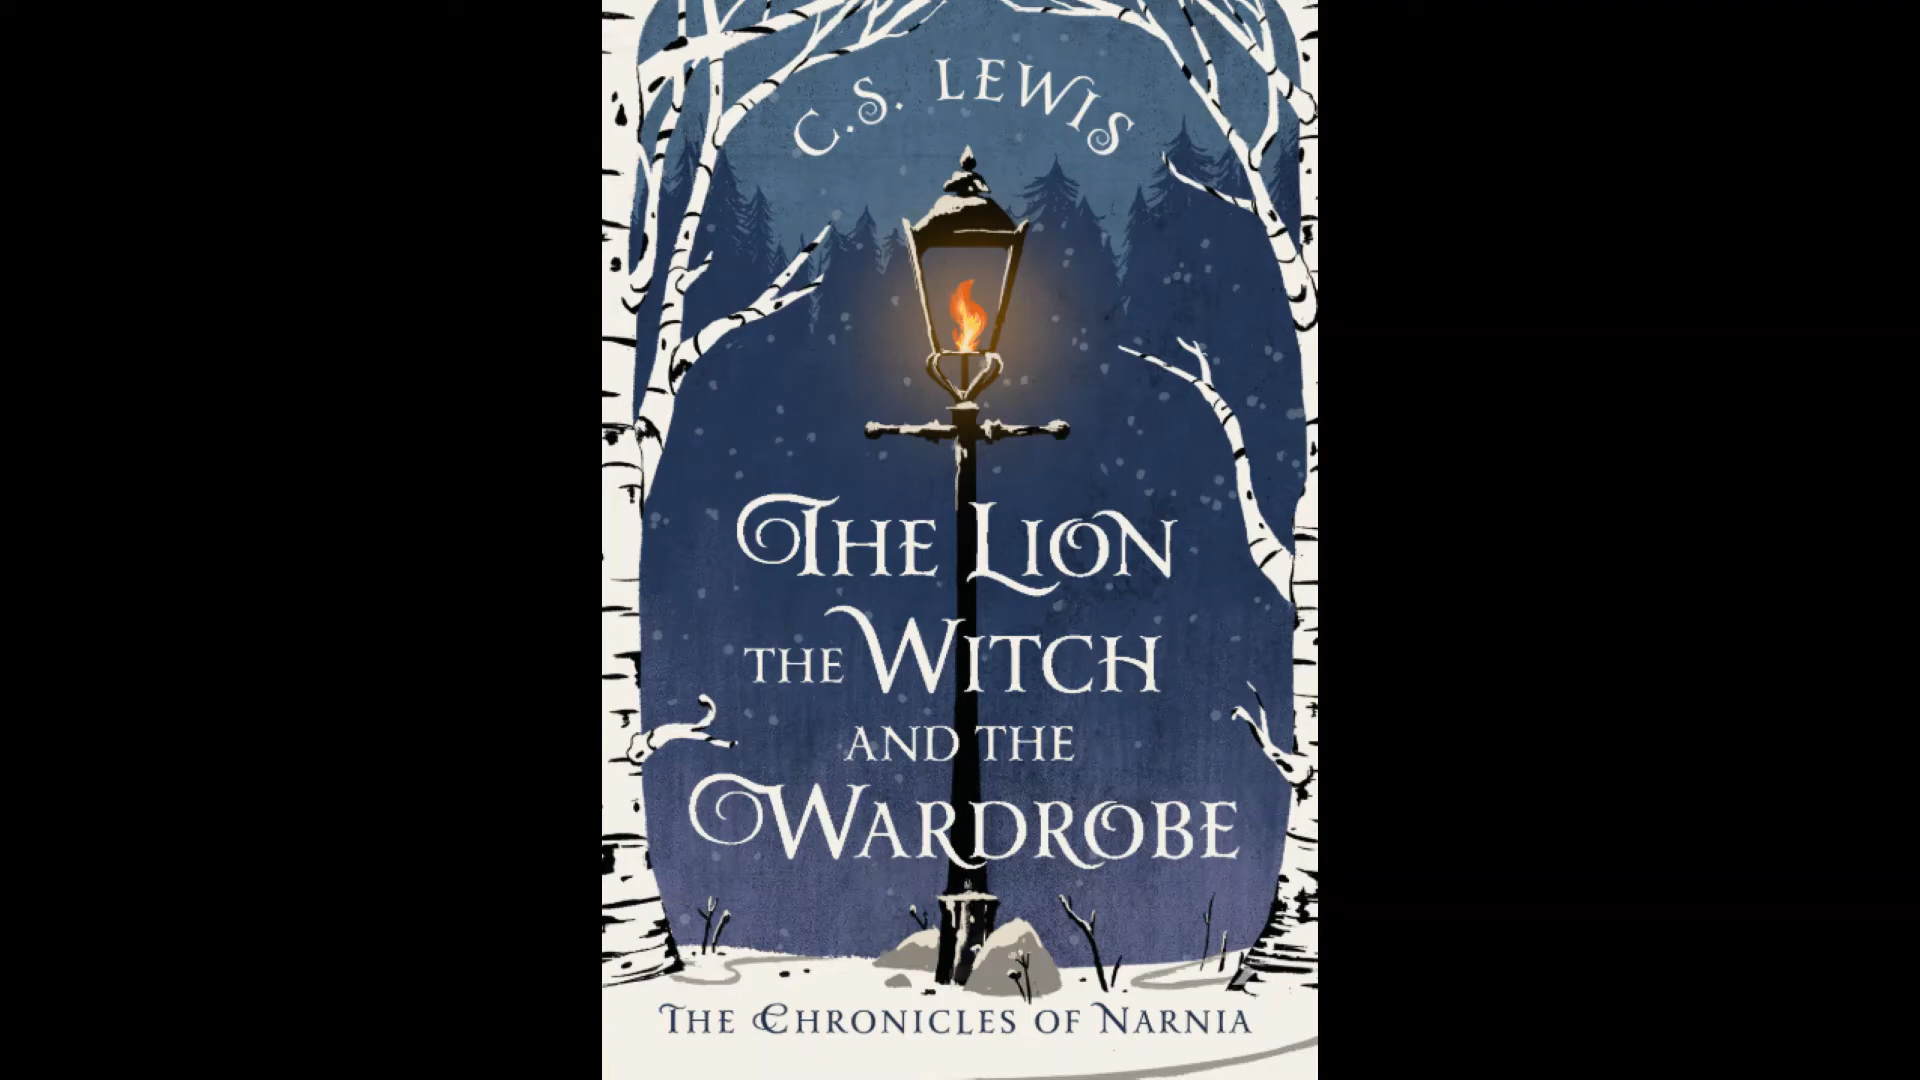 C.S. LEWIS
THE LION
THE WITCH
AND THE
WARDROBE
THE CHRONICLES OF NARNIA